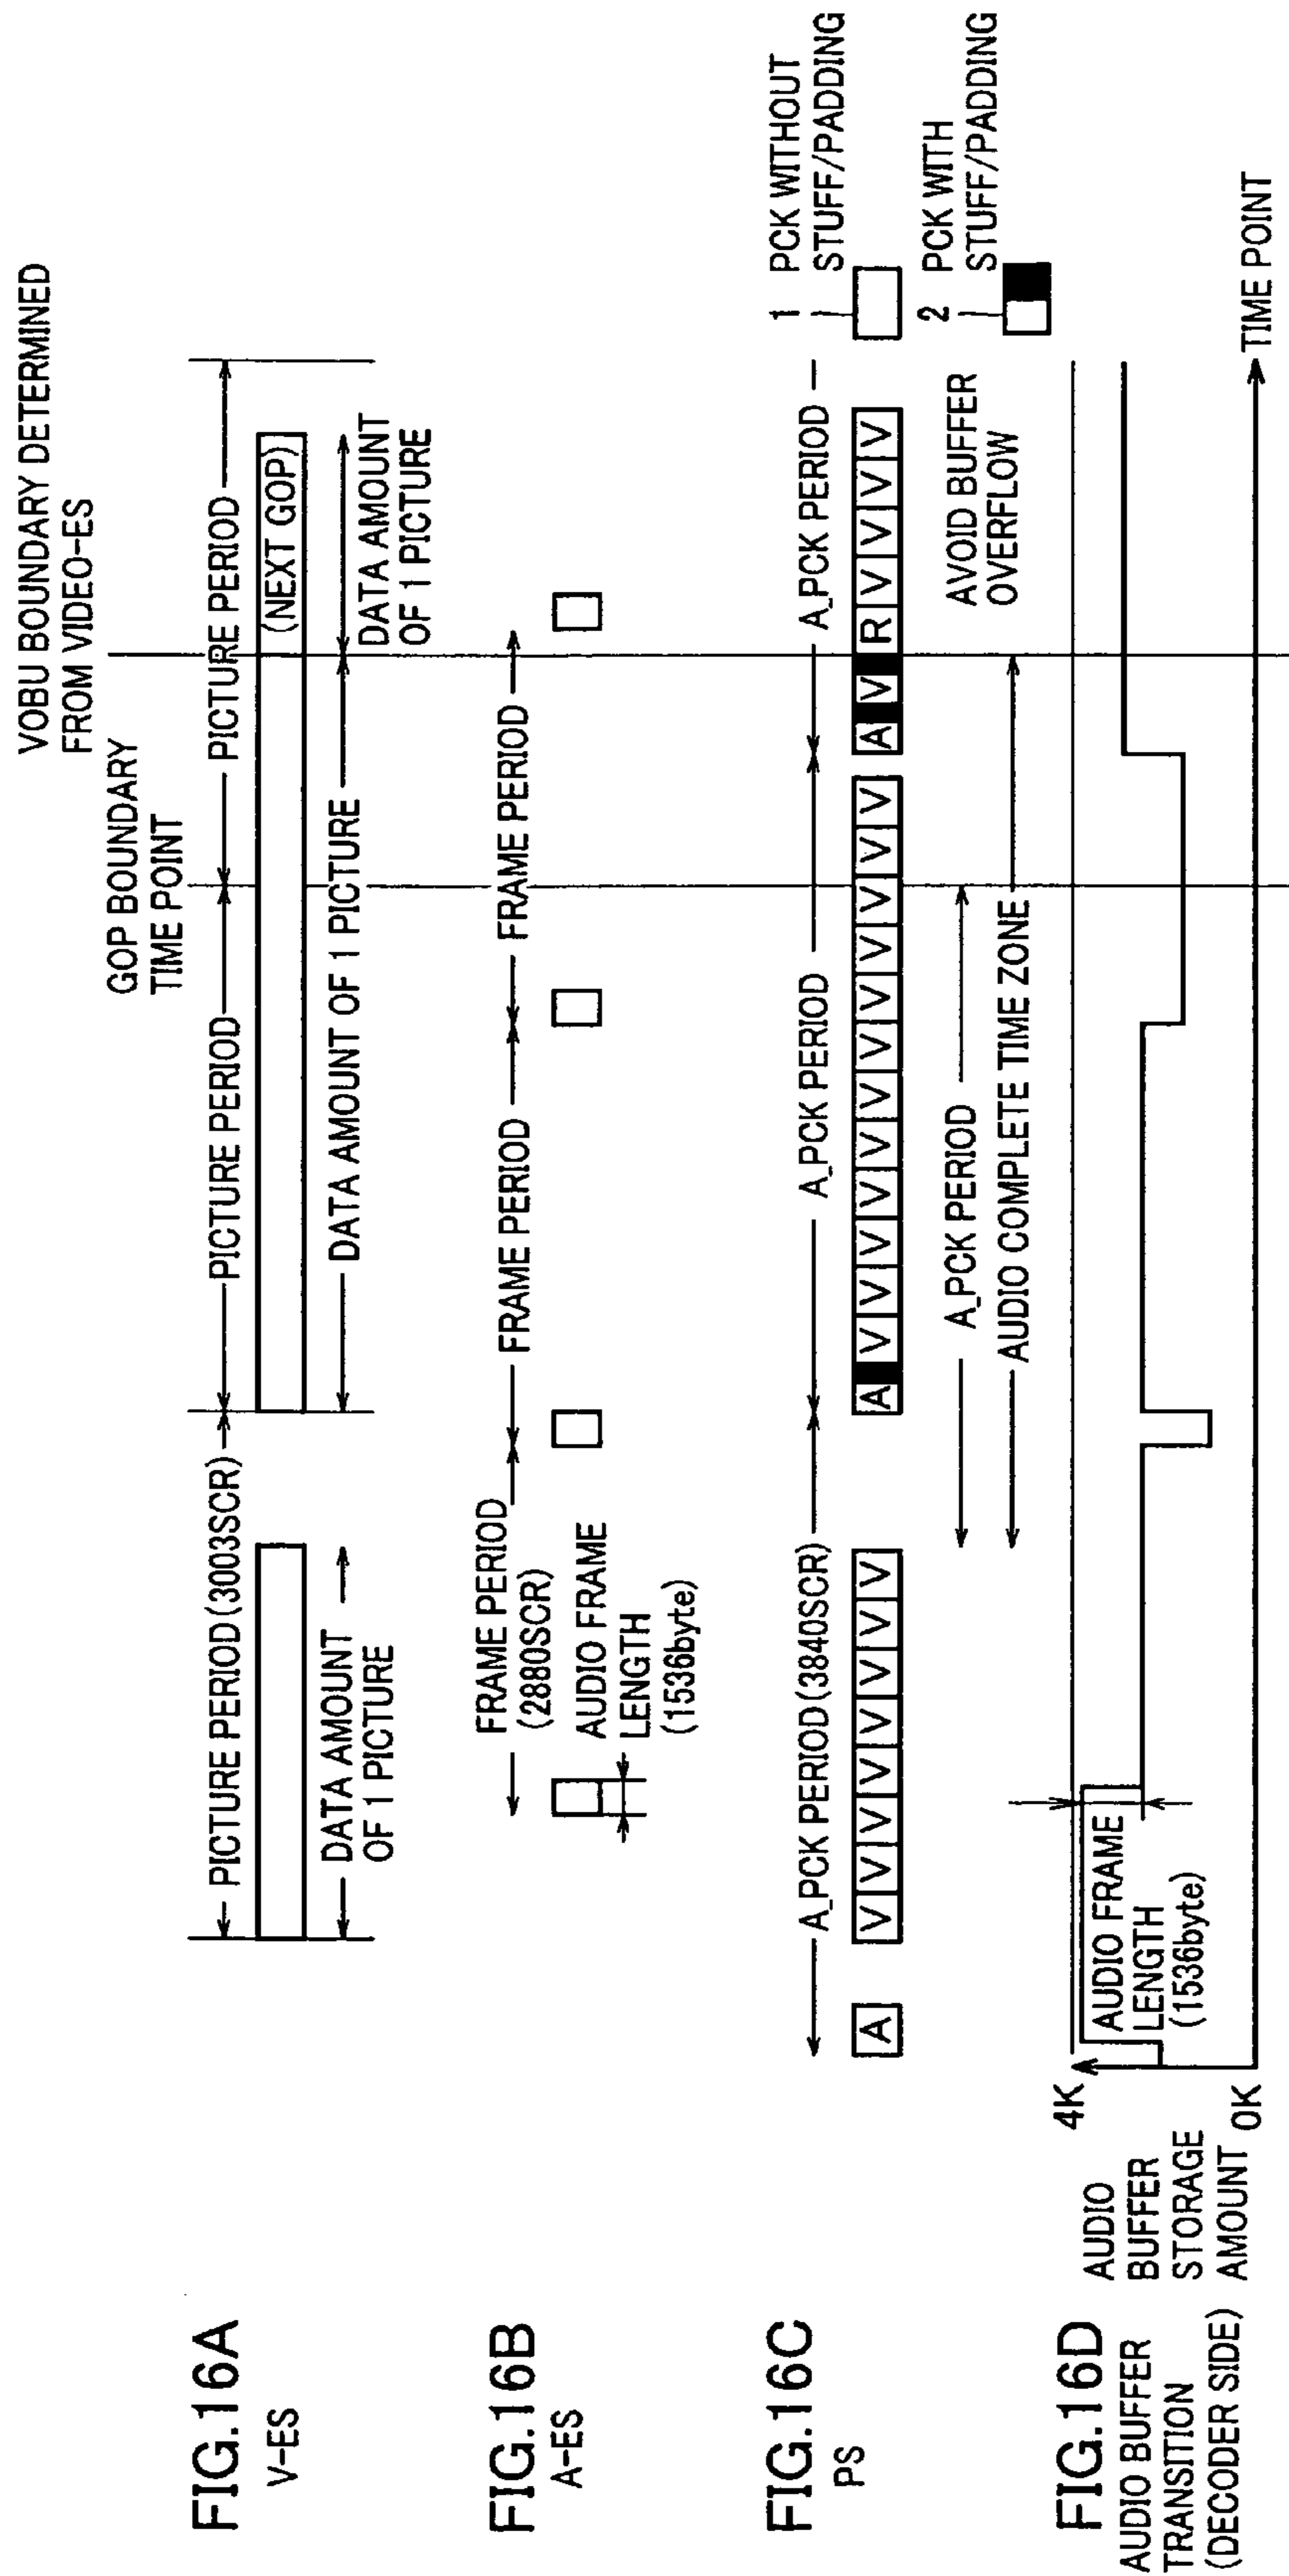 FIG.16A
V-ES
VOBU BOUNDARY DETERMINED
FROM VIDEO-ES
GOP BOUNDARY
TIME POINT
PICTURE PERIOD(3003SCR)
PICTURE PERIOD
PICTURE PERIOD
(NEXT GOP)
DATA AMOUNT
OF 1 PICTURE
DATA AMOUNT OF 1 PICTURE
DATA AMOUNT
OF 1 PICTURE
FIG.16B
A-ES
FRAME PERIOD
(2880SCR)
FRAME PERIOD
FRAME PERIOD
AUDIO FRAME
LENGTH
(1536byte)
FIG.16C
PS
A_PCK PERIOD(3840SCR)
A_PCK PERIOD
A_PCK PERIOD
A V V V V V V V V A V V V V V V V V V V V V A V R V V V V
1 PCK WITHOUT
STUFF/PADDING
2 PCK WITH
STUFF/PADDING
A_PCK PERIOD
AUDIO COMPLETE TIME ZONE
AVOID BUFFER
OVERFLOW
FIG.16D
AUDIO BUFFER
TRANSITION
(DECODER SIDE)
AUDIO
BUFFER
STORAGE
AMOUNT
4K
0K
AUDIO FRAME
LENGTH
(1536byte)
TIME POINT